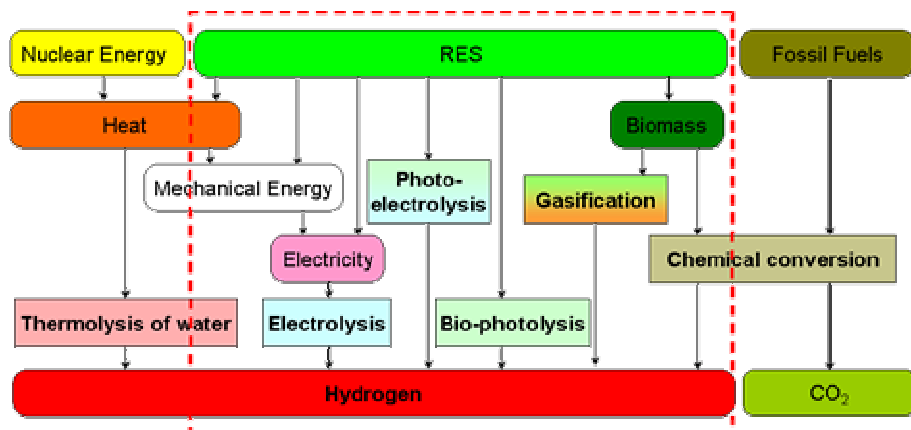 Nuclear Energy
RES
Fossil Fuels
Heat
Biomass
Mechanical Energy
Photo-
electrolysis
Gasification
Electricity
Chemical conversion
Thermolysis of water
Electrolysis
Bio-photolysis
Hydrogen
CO₂